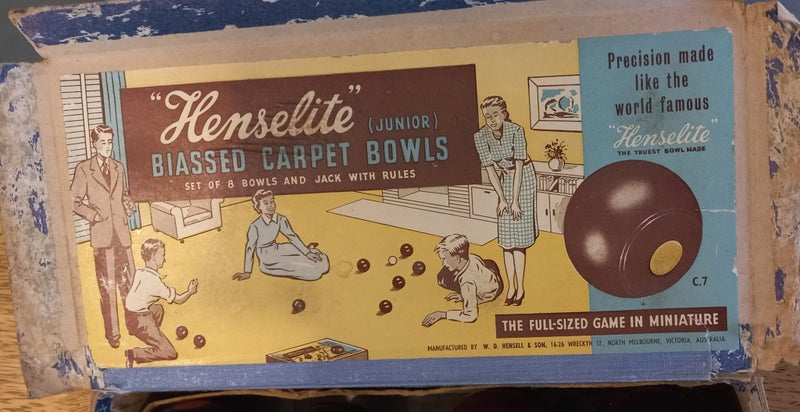 "Henselite" (JUNIOR)
BIASSED CARPET BOWLS
SET OF 8 BOWLS AND JACK WITH RULES
Precision made
like the
world famous
"Henselite"
THE TRUEST BOWL MADE
C.7
THE FULL-SIZED GAME IN MINIATURE
MANUFACTURED BY W. D. HENSELL & SON, 16-26 WRECKYN ST., NORTH MELBOURNE, VICTORIA, AUSTRALIA